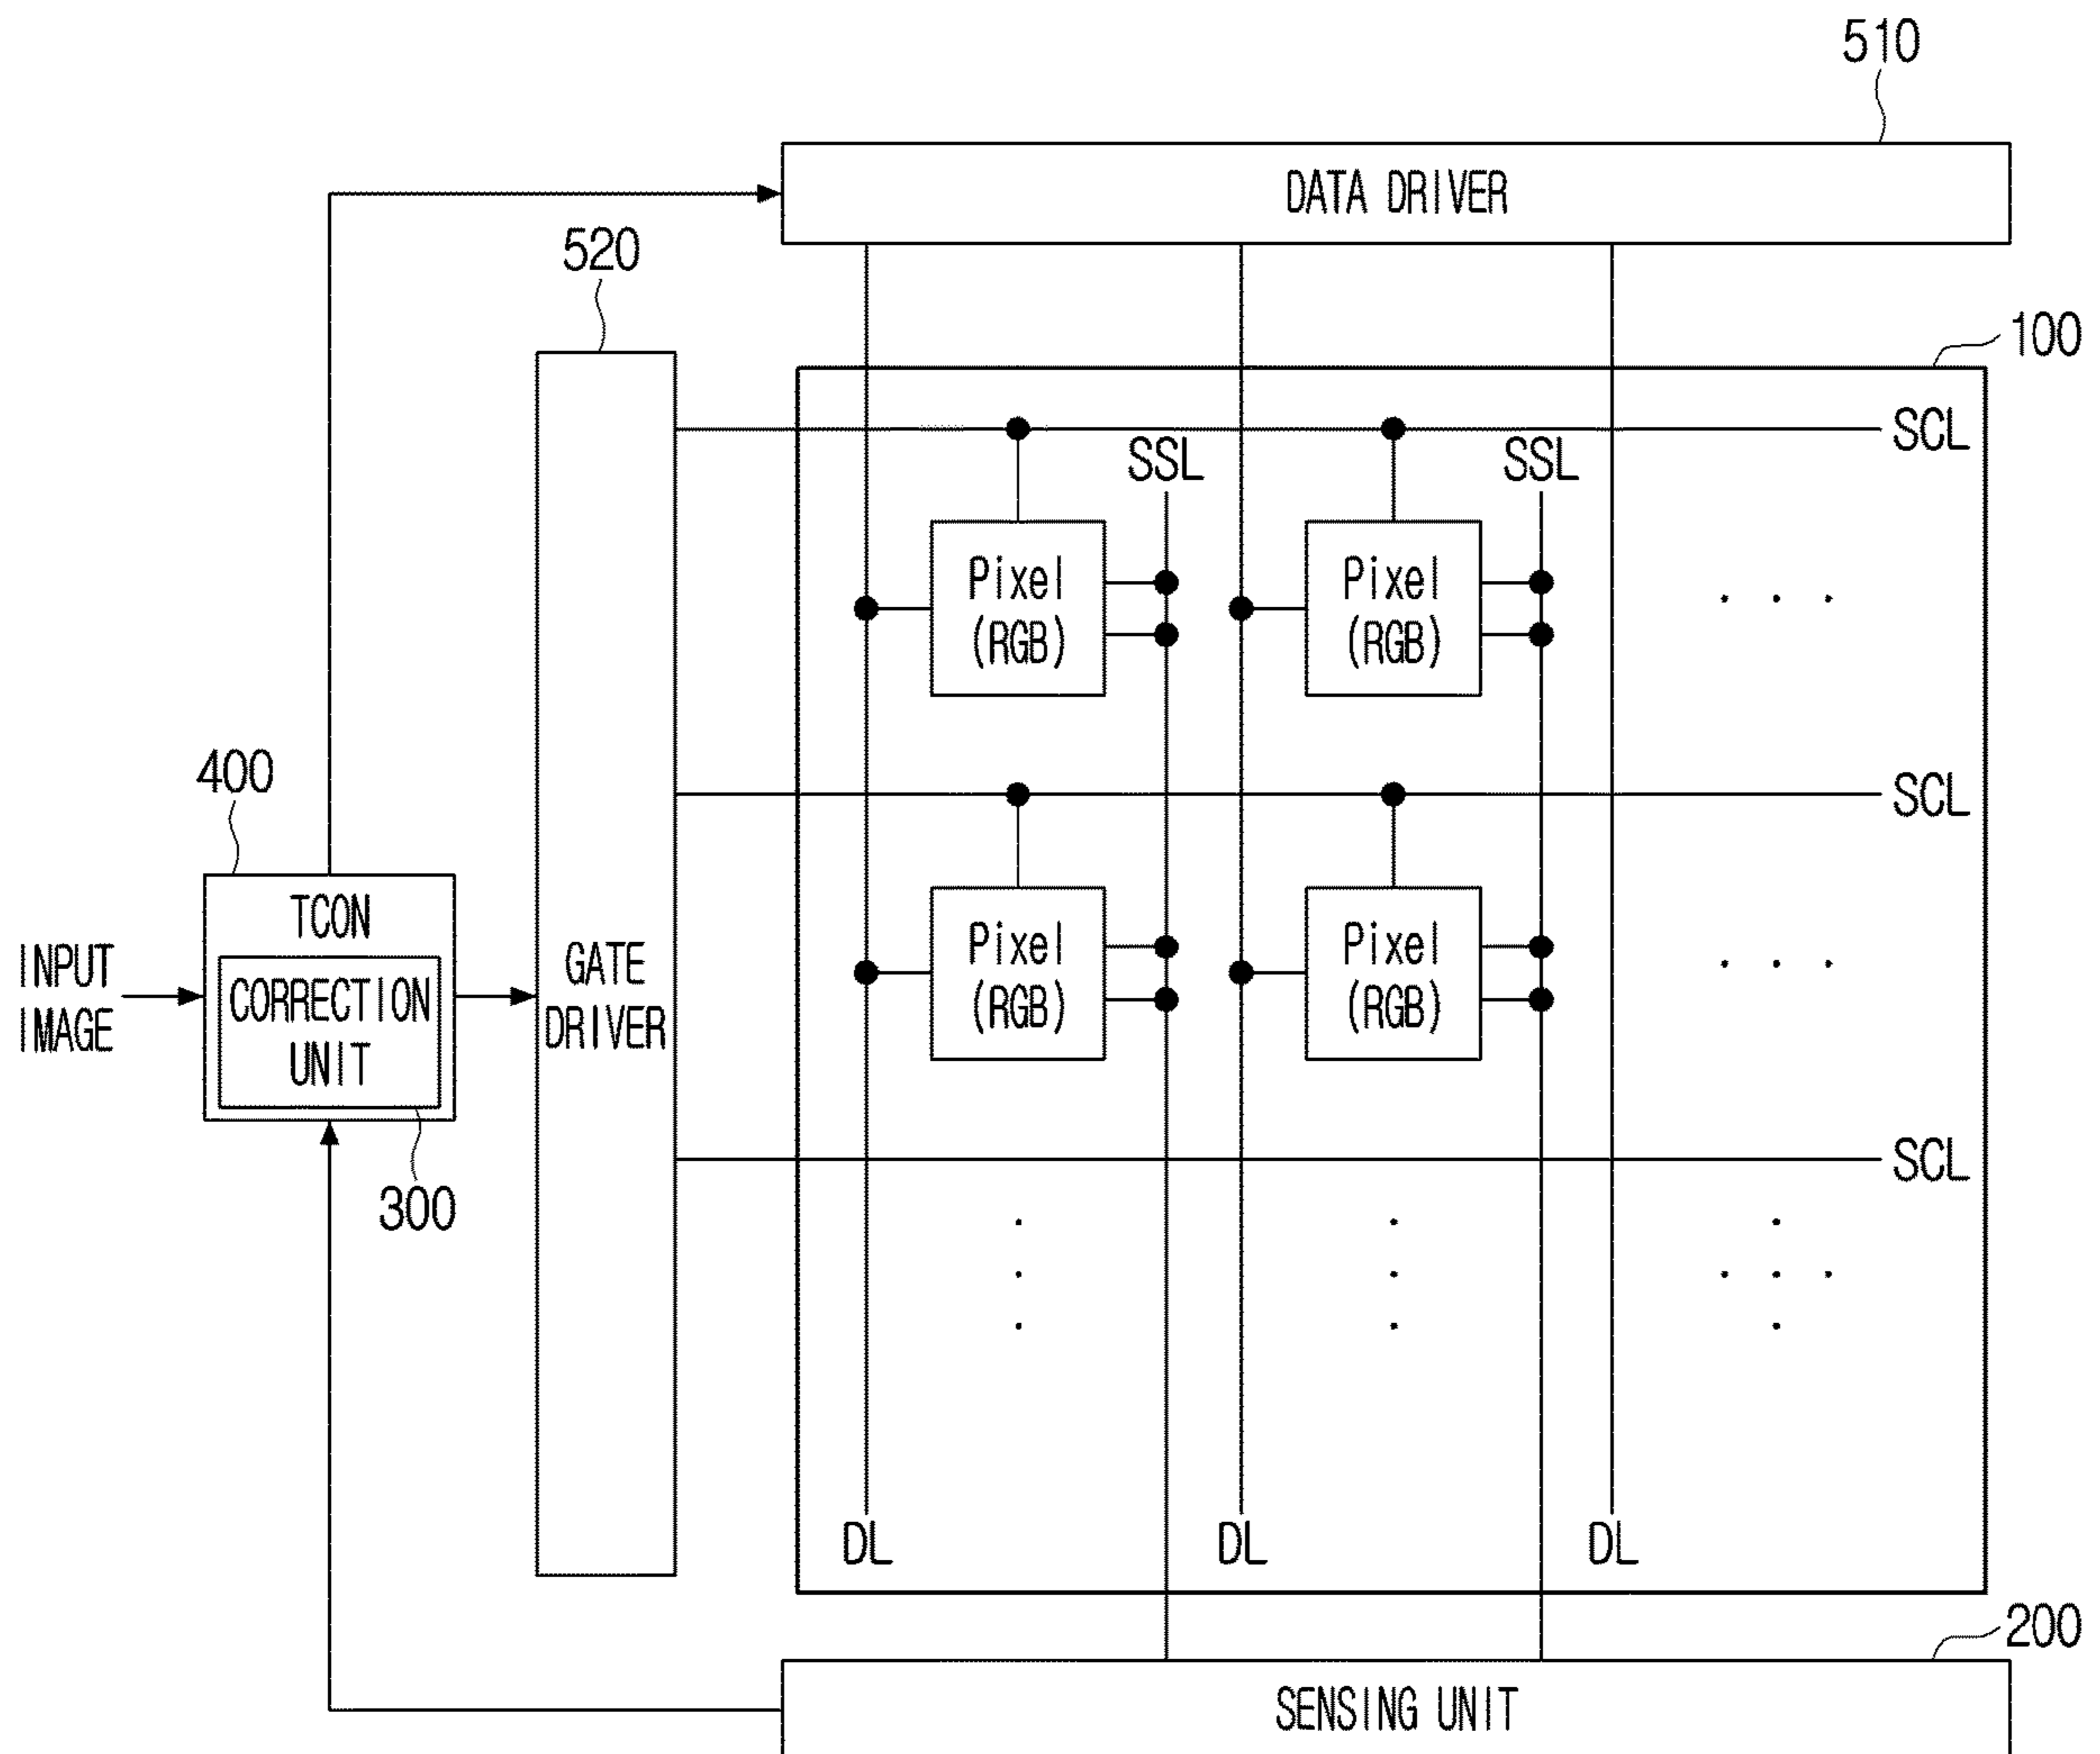 510
DATA DRIVER
520
100
SCL
SSL
SSL
Pixel
(RGB)
Pixel
(RGB)
. . .
400
SCL
TCON
INPUT
IMAGE
CORRECTION
UNIT
GATE
DRIVER
Pixel
(RGB)
Pixel
(RGB)
. . .
SCL
300
DL
DL
DL
200
SENSING UNIT